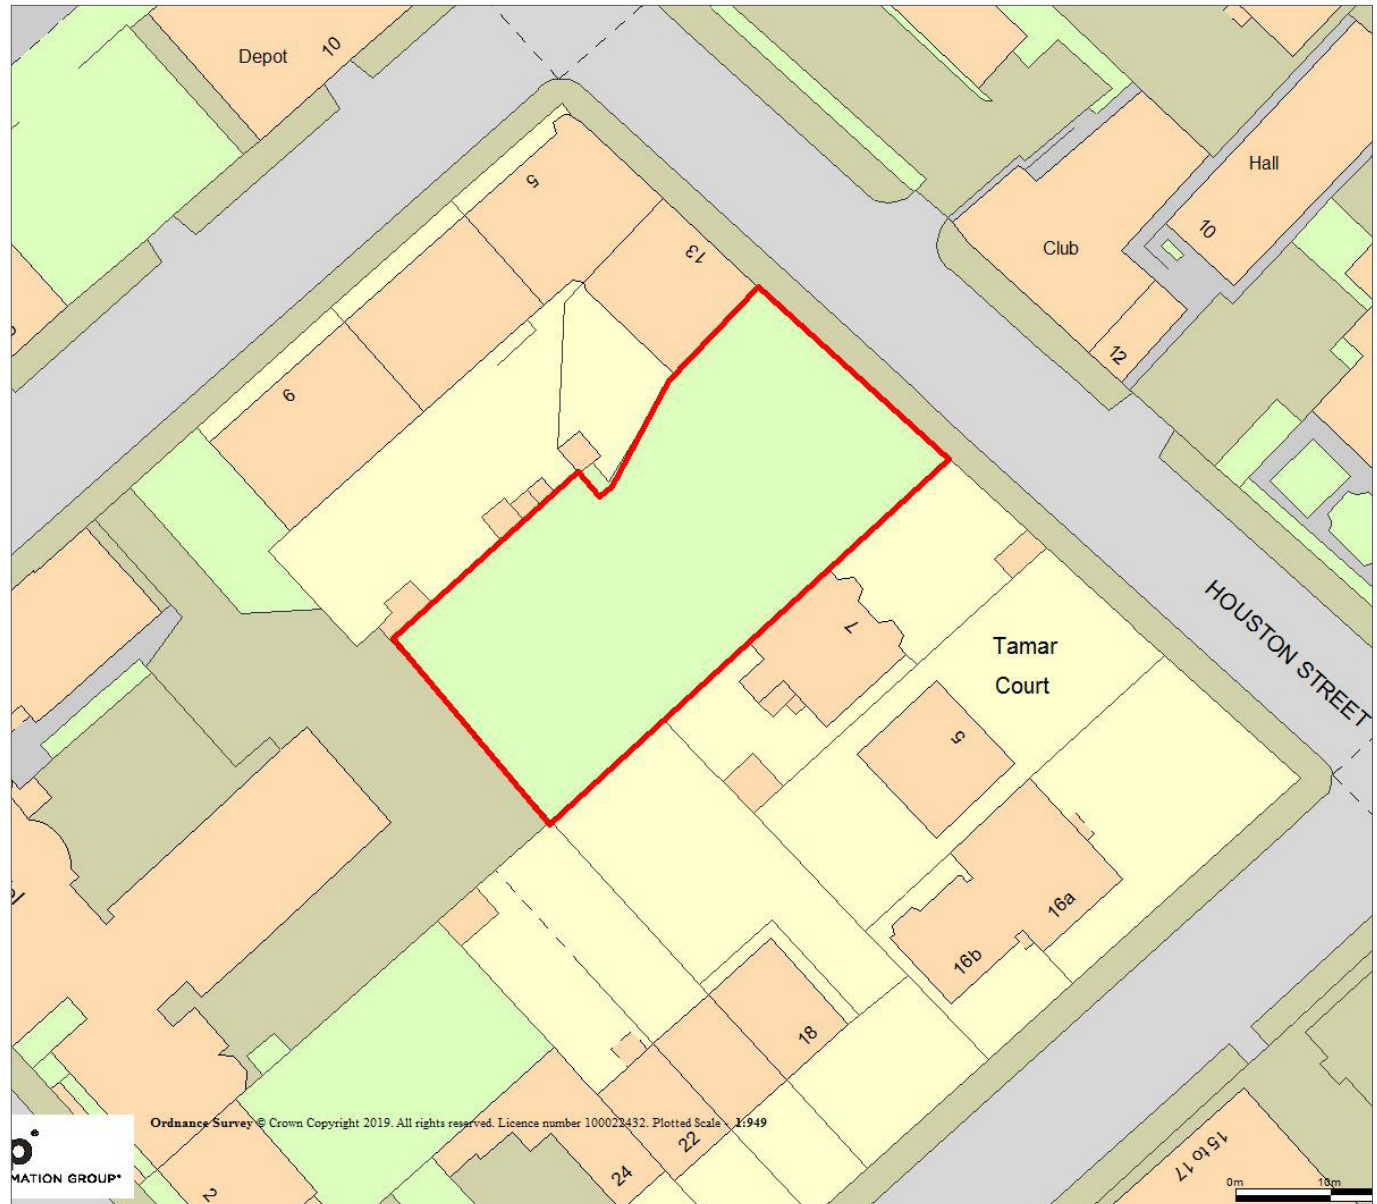 Depot
10
Hall
5
10
13
Club
12
9
HOUSTON STREET
7
Tamar
Court
5
16a
16b
18
Ordnance Survey © Crown Copyright 2019. All rights reserved. Licence number 100022432. Plotted Scale - 1:949
22
15 to 17
24
MATION GROUP
2
0m 10m